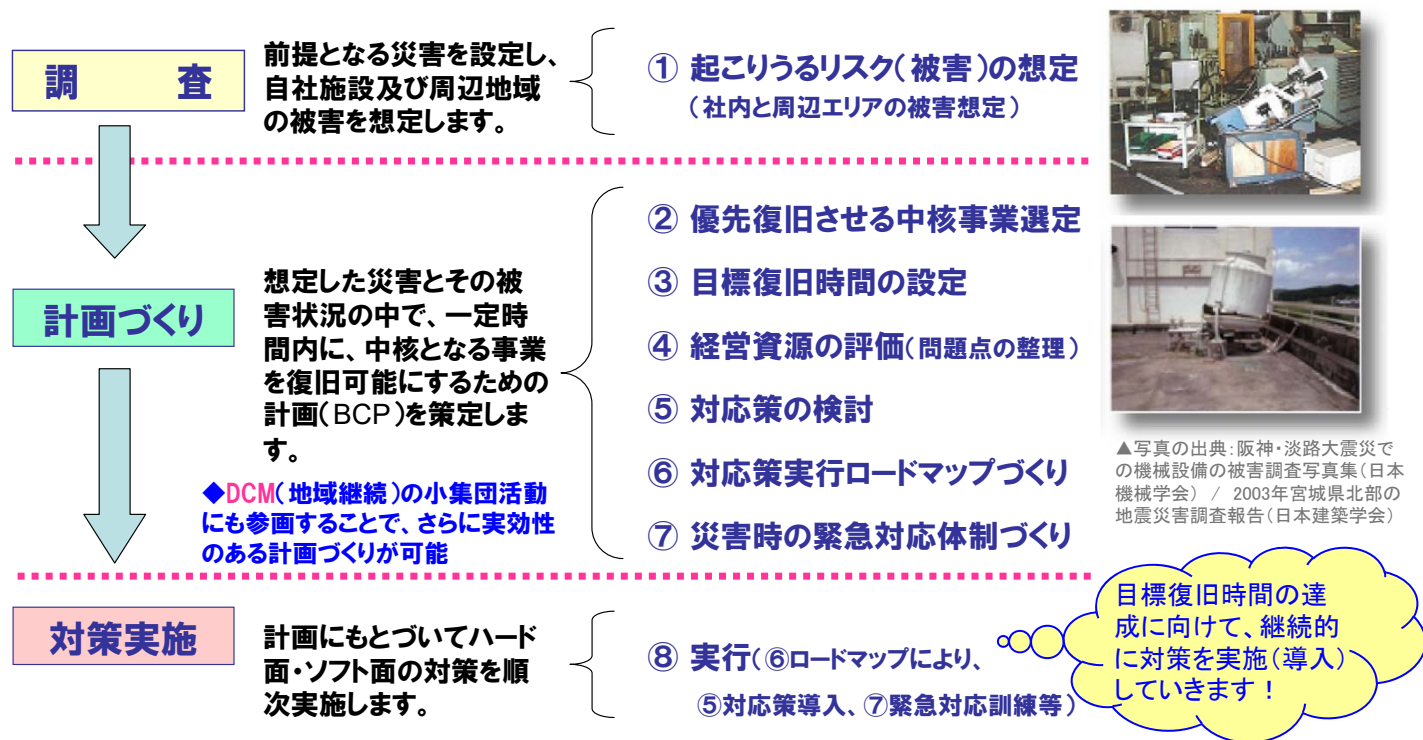 調　　査
前提となる災害を設定し、
自社施設及び周辺地域
の被害を想定します。
① 起こりうるリスク(被害)の想定
(社内と周辺エリアの被害想定)
計画づくり
想定した災害とその被
害状況の中で、一定時
間内に、中核となる事業
を復旧可能にするための
計画(BCP)を策定しま
す。
◆DCM(地域継続)の小集団活動
にも参画することで、さらに実効性
のある計画づくりが可能
② 優先復旧させる中核事業選定
③ 目標復旧時間の設定
④ 経営資源の評価(問題点の整理)
⑤ 対応策の検討
⑥ 対応策実行ロードマップづくり
⑦ 災害時の緊急対応体制づくり
▲写真の出典：阪神・淡路大震災で
の機械設備の被害調査写真集(日本
機械学会) / 2003年宮城県北部の
地震災害調査報告(日本建築学会)
対策実施
計画にもとづいてハード
面・ソフト面の対策を順
次実施します。
⑧ 実行(⑥ロードマップにより、
⑤対応策導入、⑦緊急対応訓練等)
目標復旧時間の達
成に向けて、継続的
に対策を実施(導入)
していきます！